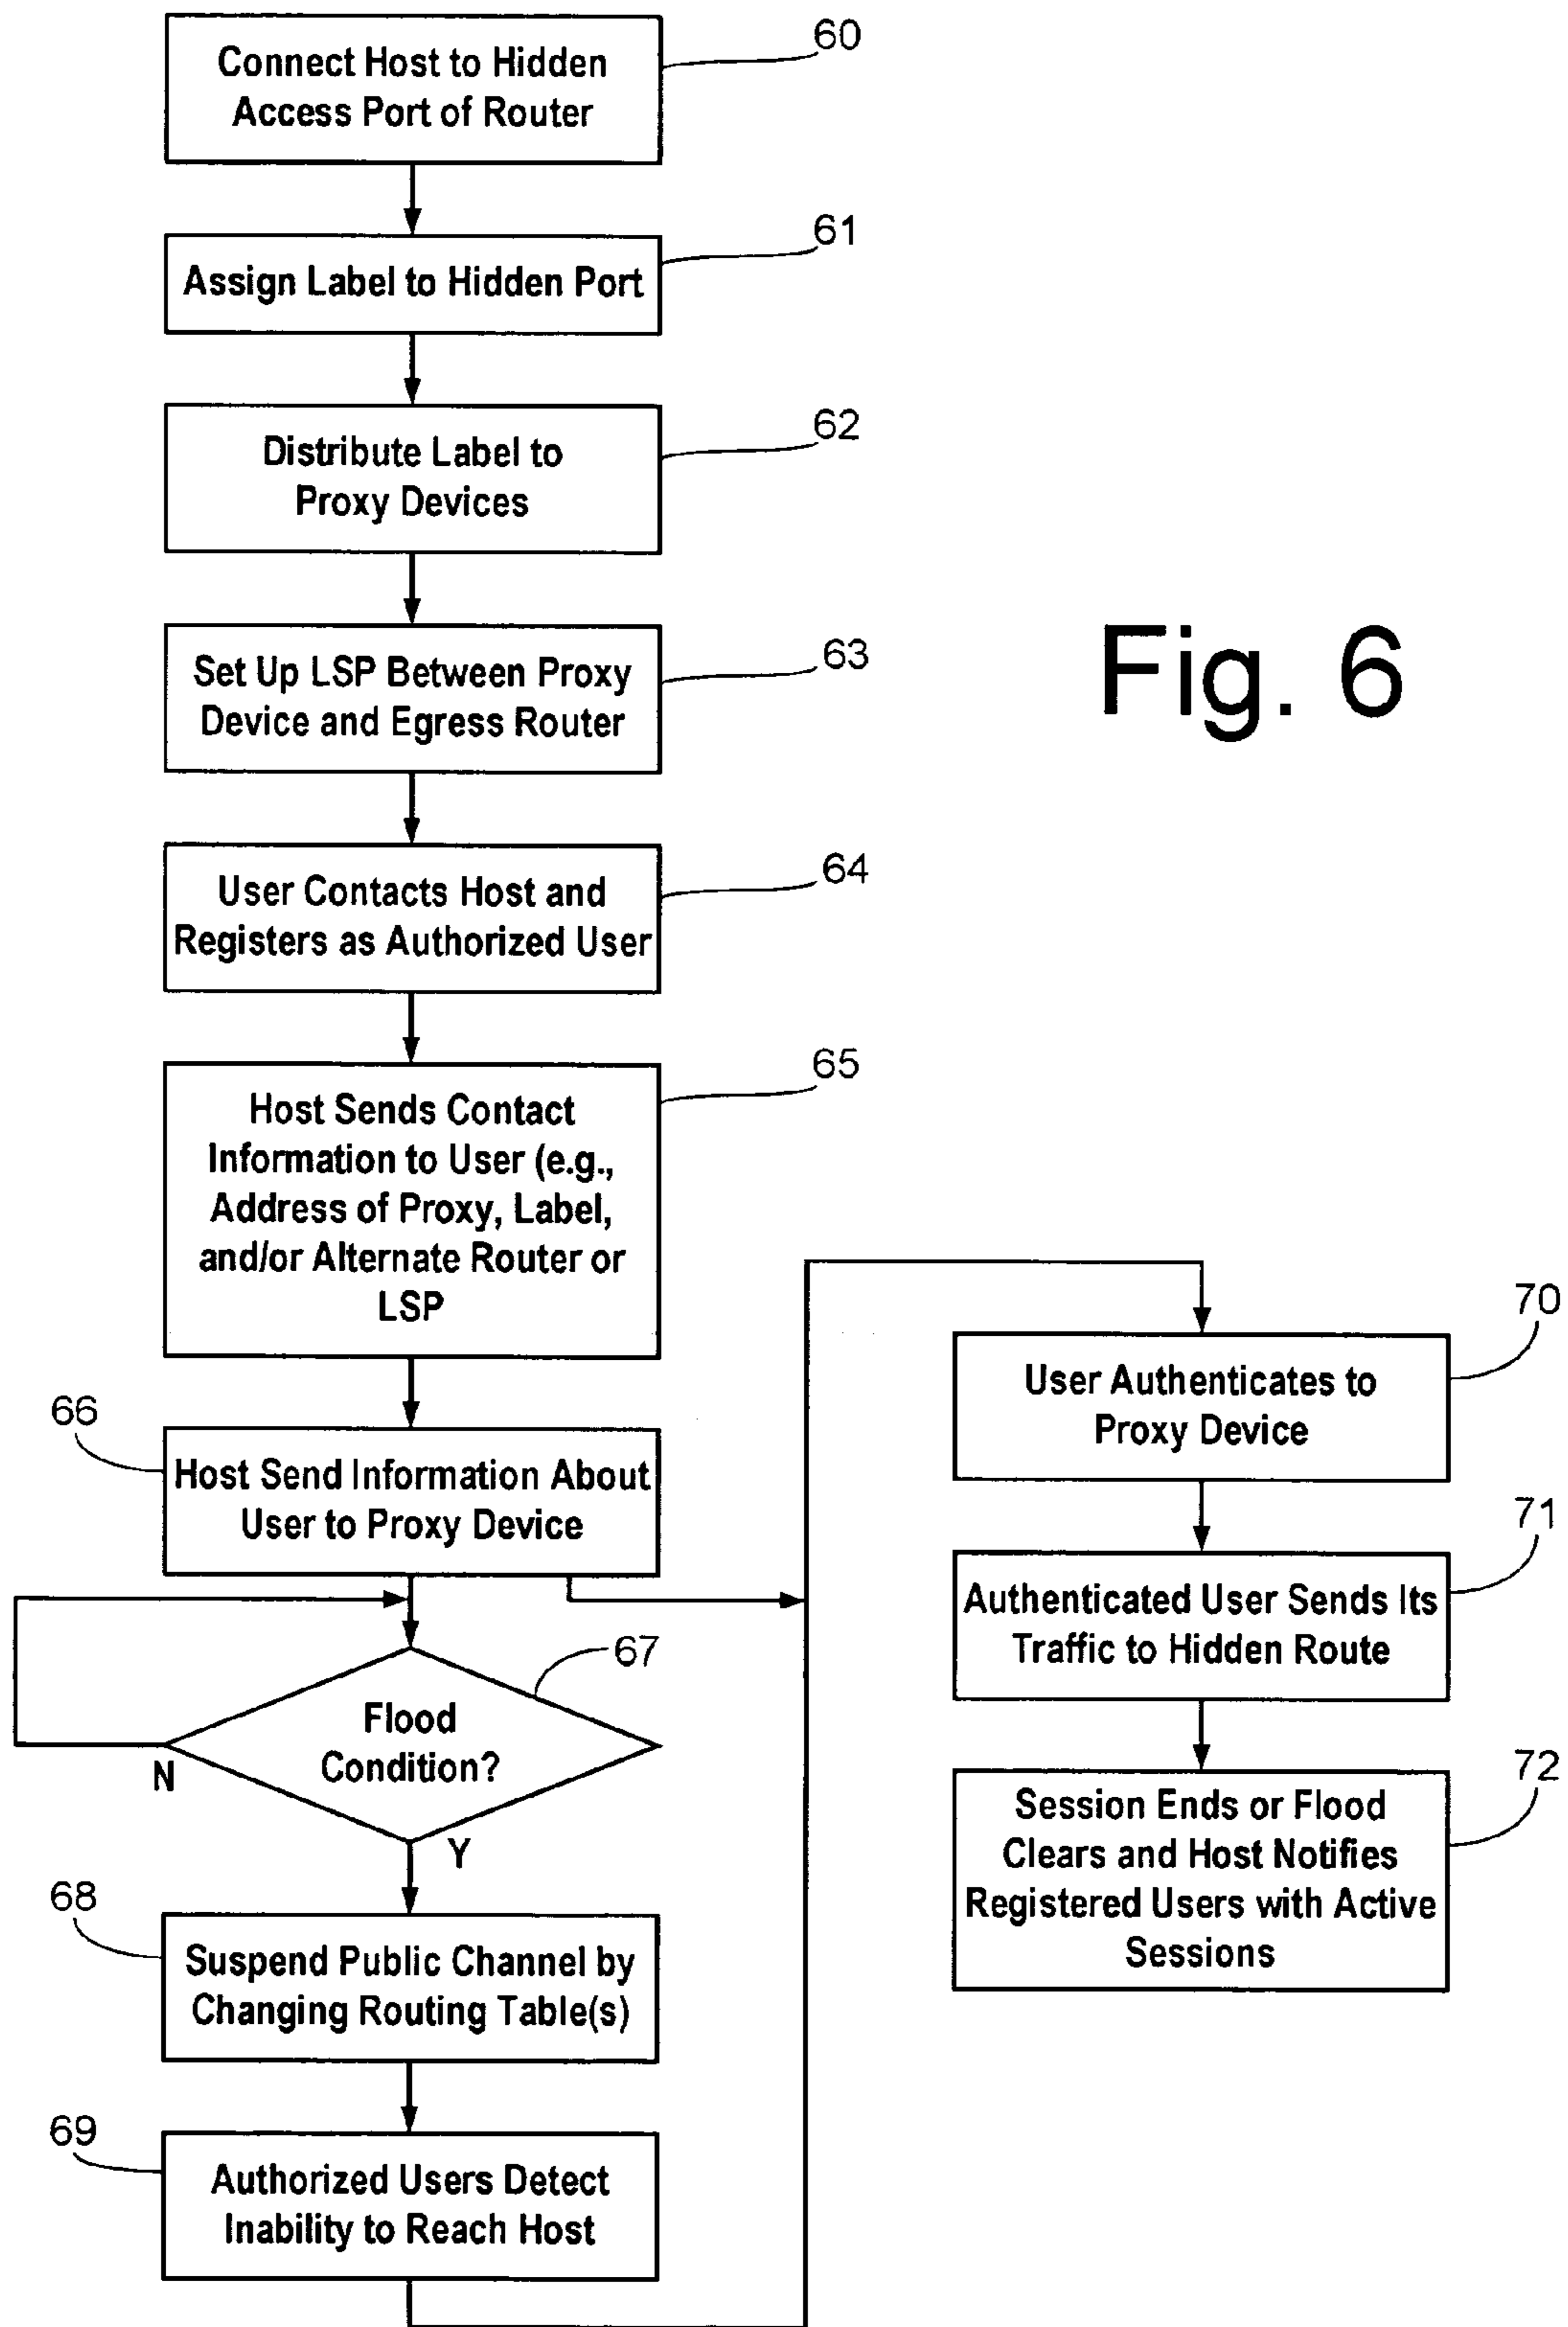 60
Connect Host to Hidden
Access Port of Router
61
Assign Label to Hidden Port
62
Distribute Label to
Proxy Devices
63
Set Up LSP Between Proxy
Device and Egress Router
Fig. 6
64
User Contacts Host and
Registers as Authorized User
65
Host Sends Contact
Information to User (e.g.,
Address of Proxy, Label,
and/or Alternate Router or
LSP
66
Host Send Information About
User to Proxy Device
67
Flood
Condition?
N
Y
68
Suspend Public Channel by
Changing Routing Table(s)
69
Authorized Users Detect
Inability to Reach Host
70
User Authenticates to
Proxy Device
71
Authenticated User Sends Its
Traffic to Hidden Route
72
Session Ends or Flood
Clears and Host Notifies
Registered Users with Active
Sessions